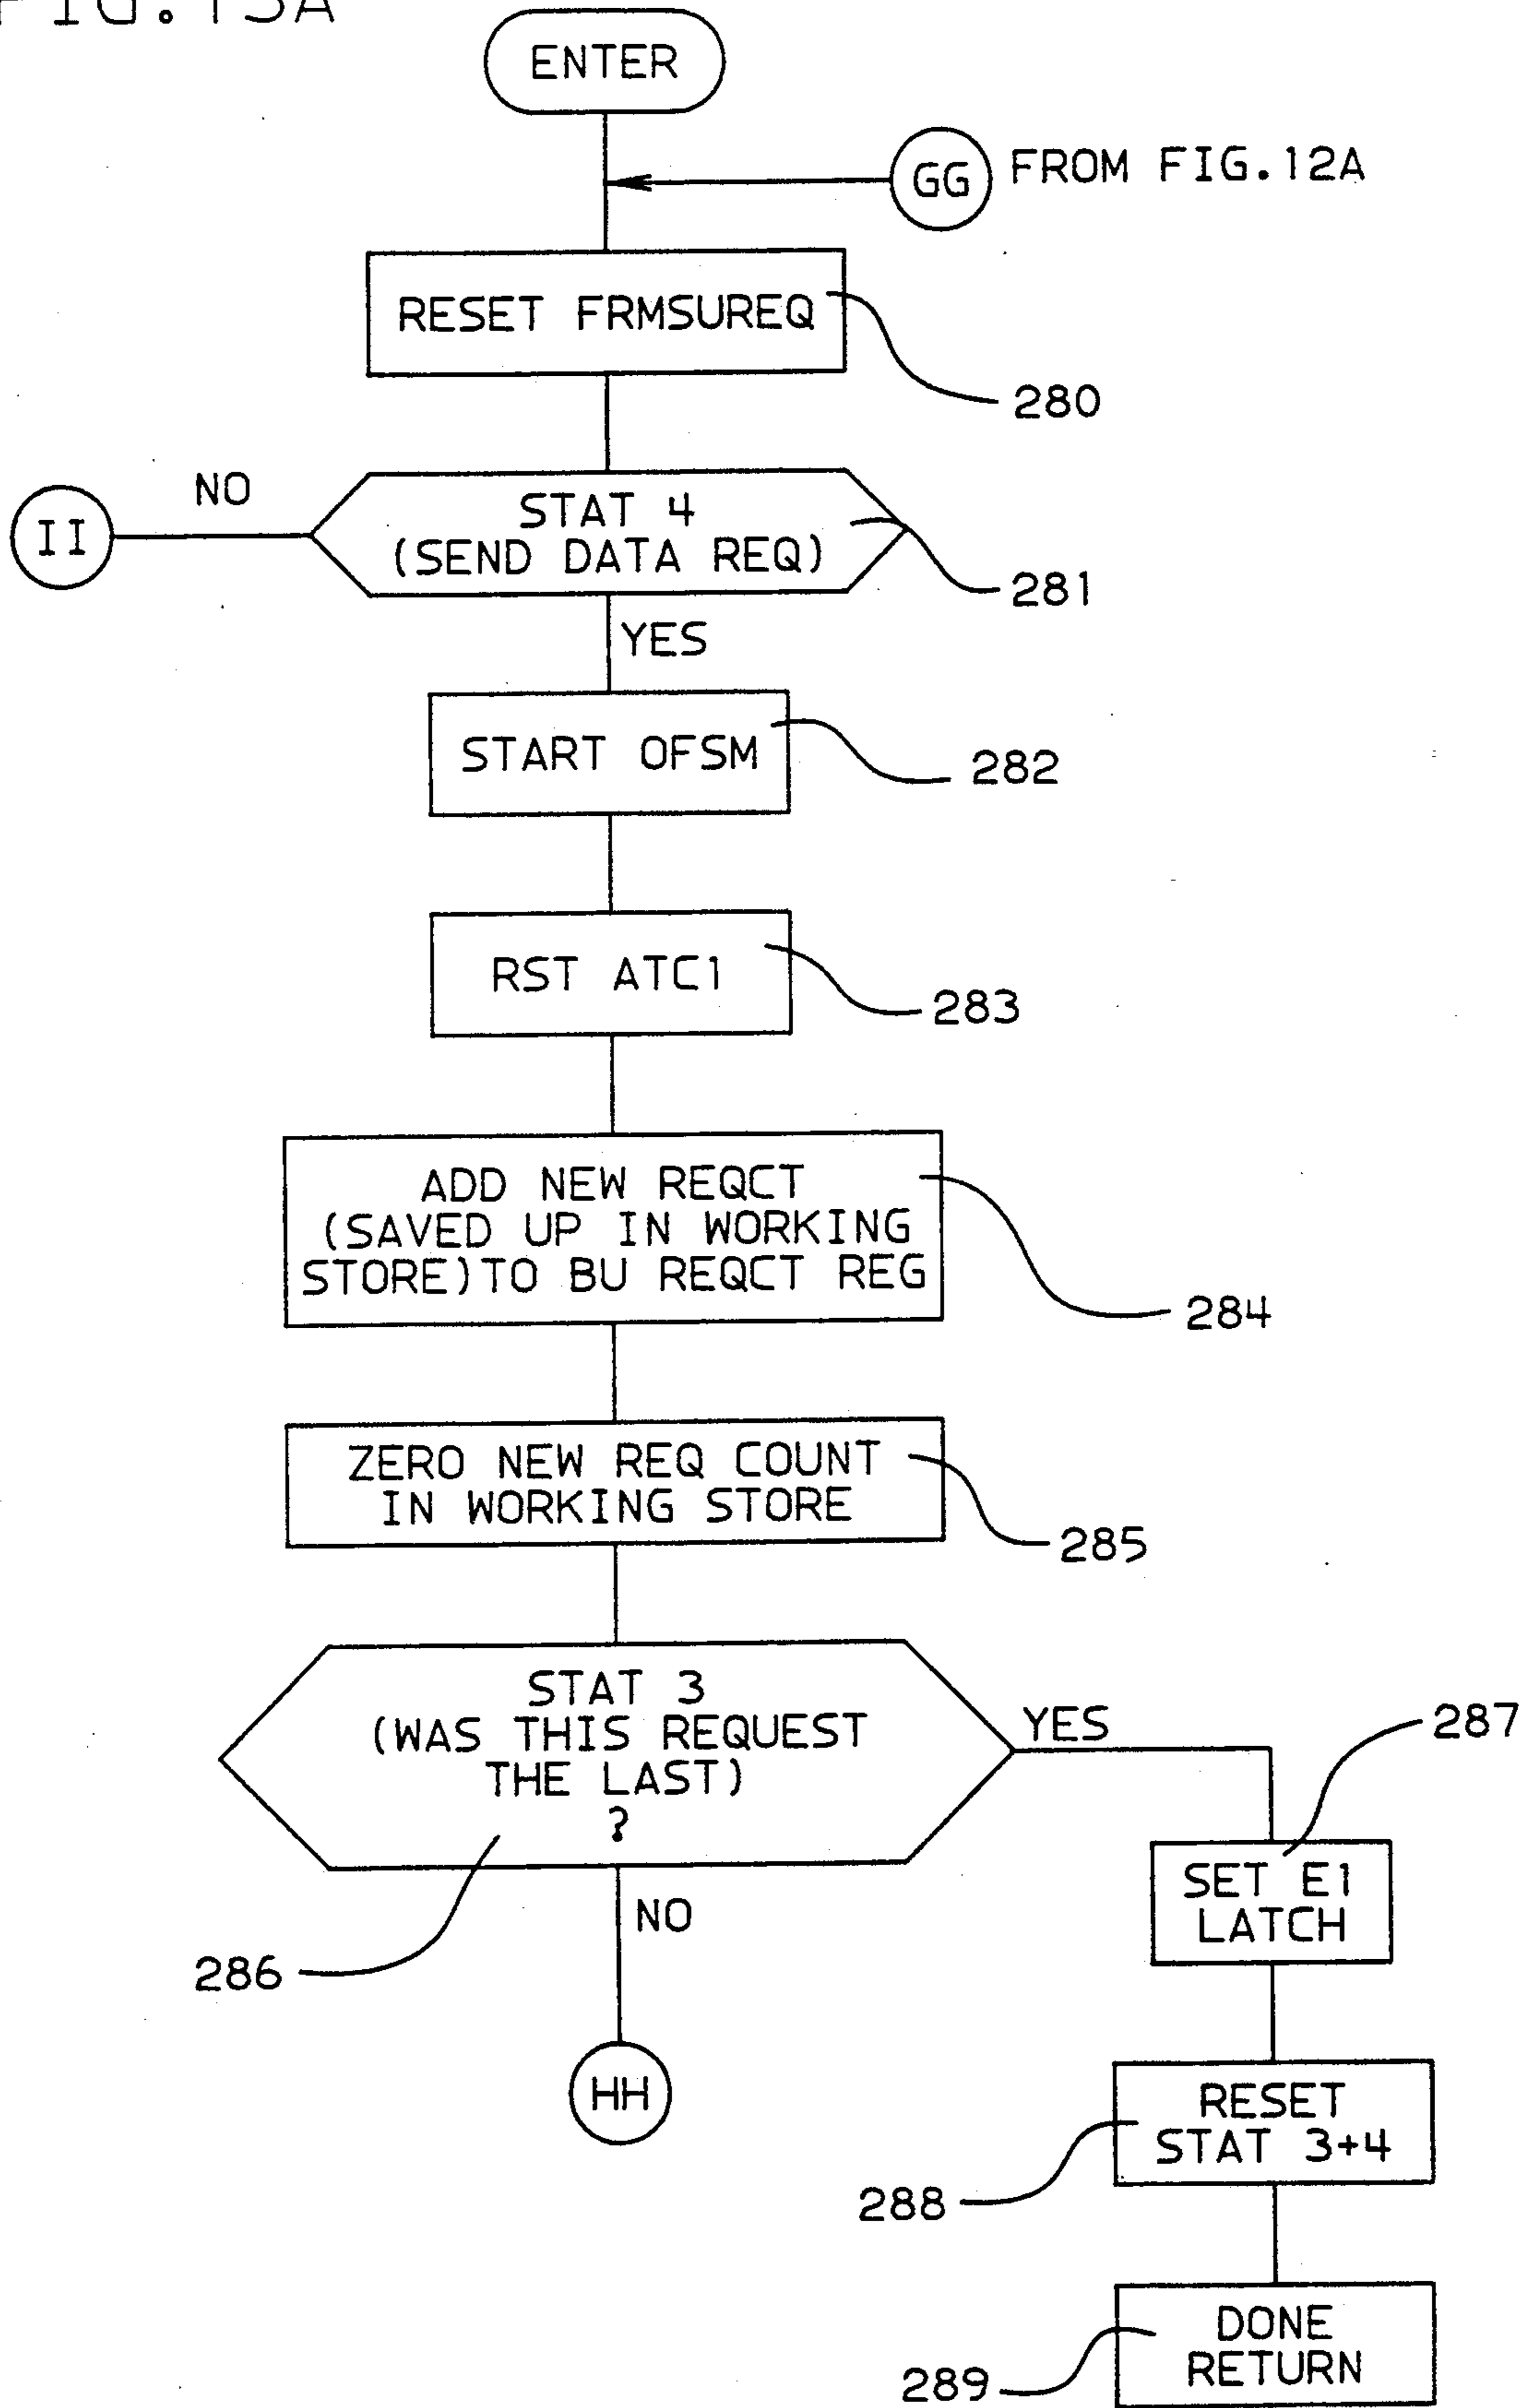 FIG.13A
ENTER
GG FROM FIG.12A
RESET FRMSUREQ
280
II
NO
STAT 4
(SEND DATA REQ)
281
YES
START OFSM
282
RST ATC1
283
ADD NEW REQCT
(SAVED UP IN WORKING
STORE)TO BU REQCT REG
284
ZERO NEW REQ COUNT
IN WORKING STORE
285
STAT 3
(WAS THIS REQUEST
THE LAST)
?
YES
287
286
NO
SET E1
LATCH
HH
RESET
STAT 3+4
288
DONE
RETURN
289